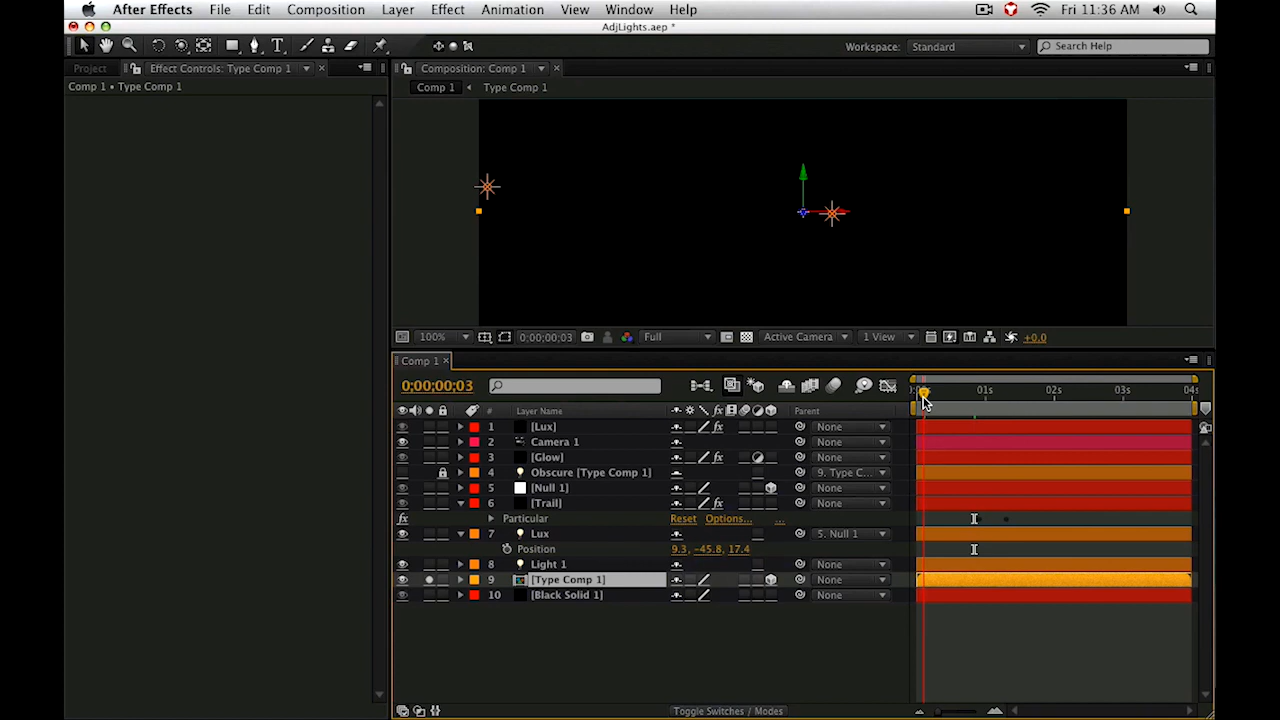 After Effects File Edit Composition Layer Effect Animation View Window Help Fri 11:36 AM
AdjLights.aep *
Workspace: Standard Search Help
Project Effect Controls: Type Comp 1 Composition: Comp 1
Comp 1 • Type Comp 1 Comp 1 Type Comp 1
100% 0;00;00;03 Full Active Camera 1 View +0.0
Comp 1
0;00;00;03 01s 02s 03s 04s
# Layer Name fx Parent
1 [Lux] fx None
2 Camera 1 None
3 [Glow] fx None
4 Obscure [Type Comp 1] 9. Type C...
5 [Null 1] None
6 [Trail] fx None
fx Particular Reset Options... ...
7 Lux 5. Null 1
Position 9.3, -45.8, 17.4
8 Light 1 None
9 [Type Comp 1] None
10 [Black Solid 1] None
Toggle Switches / Modes